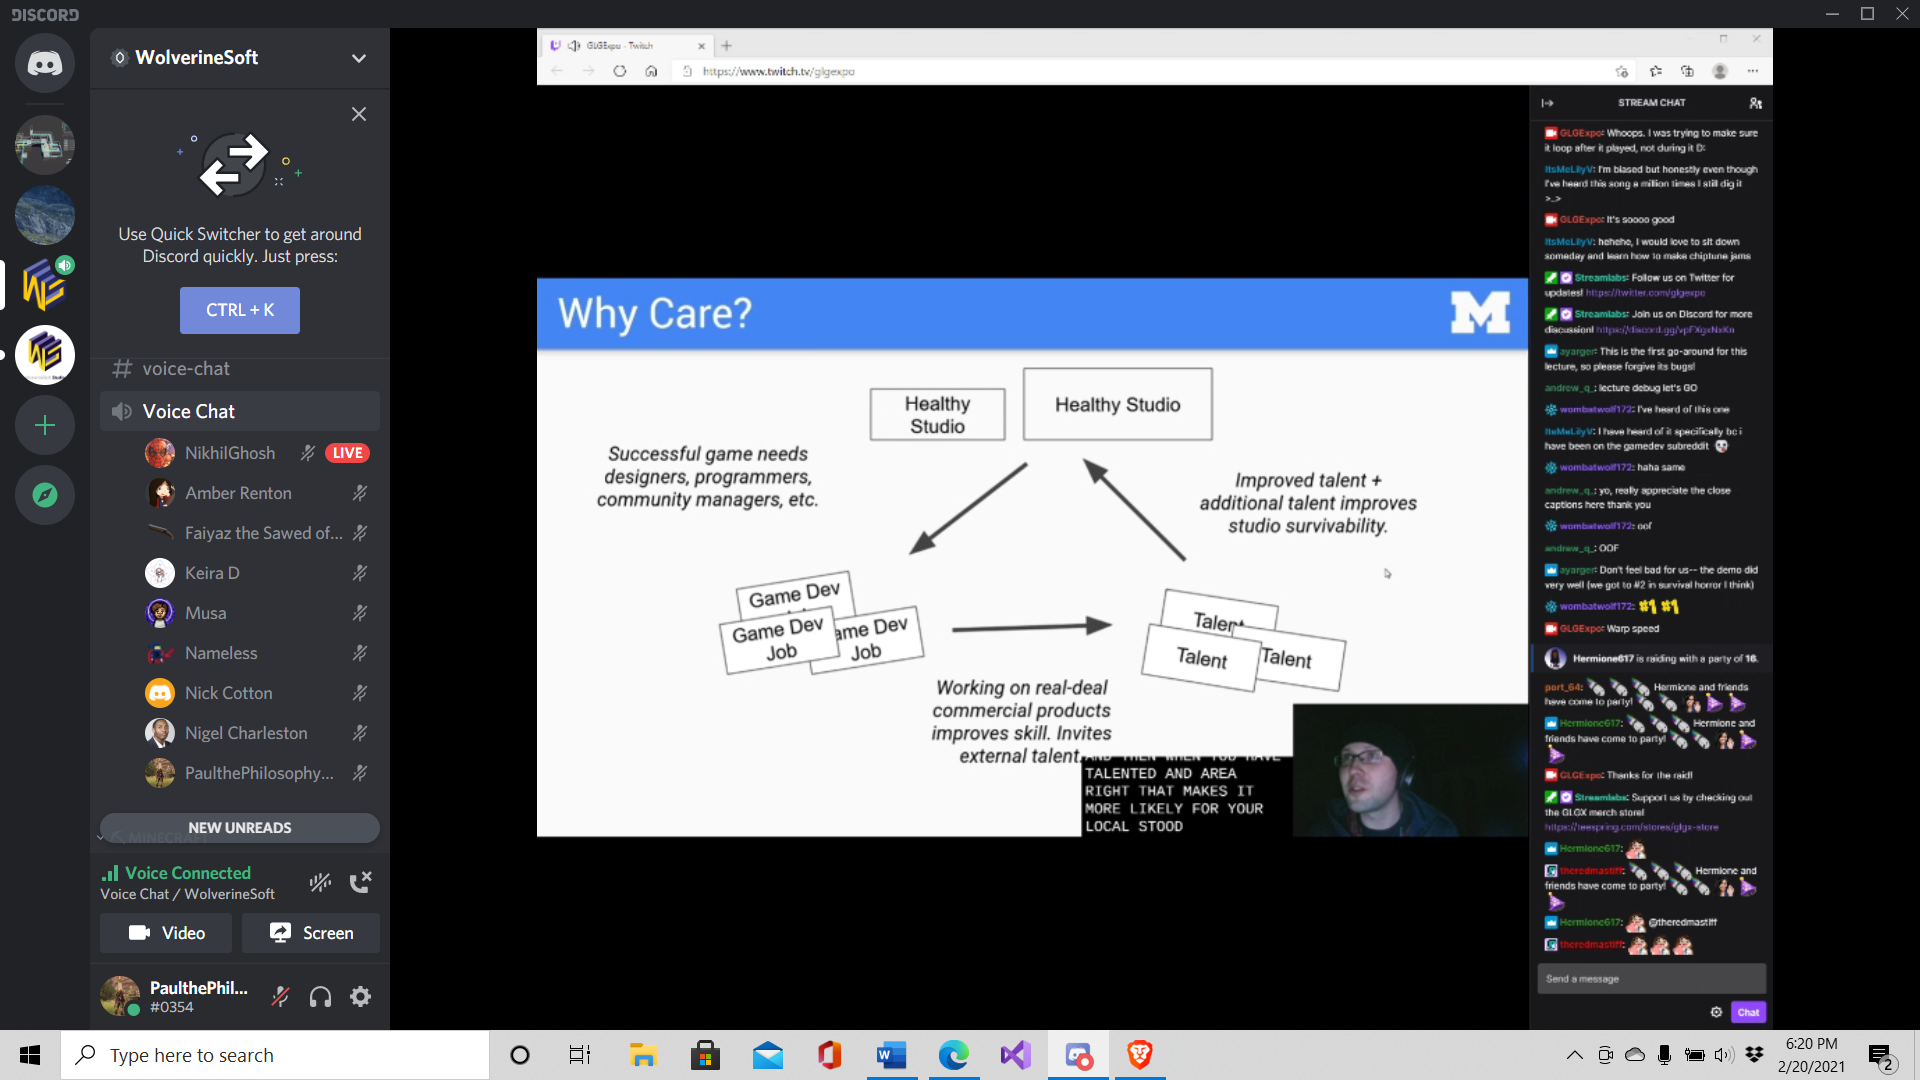 DISCORD
WolverineSoft
Use Quick Switcher to get around
Discord quickly. Just press:
CTRL + K
voice-chat
Voice Chat
NikhilGhosh
LIVE
Amber Renton
Faiyaz the Sawed of...
Keira D
Musa
Nameless
Nick Cotton
Nigel Charleston
PaulthePhilosophy...
NEW UNREADS
MINECRAFT
Voice Connected
Voice Chat / WolverineSoft
Video
Screen
PaulthePhil...
#0354
GLGExpo - Twitch
https://www.twitch.tv/glgexpo
Why Care?
M
Healthy
Studio
Healthy Studio
Successful game needs
designers, programmers,
community managers, etc.
Improved talent +
additional talent improves
studio survivability.
Game Dev
Game Dev
Job
ame Dev
Job
Talent
Talent
Talent
Working on real-deal
commercial products
improves skill. Invites
external talent.
AND THEN WHEN YOU HAVE
TALENTED AND AREA
RIGHT THAT MAKES IT
MORE LIKELY FOR YOUR
LOCAL STOOD
STREAM CHAT
GLGExpo: Whoops. I was trying to make sure
it loop after it played, not during it D:
ItsMeLilyV: I'm biased but honestly even though
I've heard this song a million times I still dig it
>_>
GLGExpo: It's soooo good
ItsMeLilyV: hehehe, I would love to sit down
someday and learn how to make chiptune jams
Streamlabs: Follow us on Twitter for
updates! https://twitter.com/glgexpo
Streamlabs: Join us on Discord for more
discussion!
ayarger: This is the first go-around for this
lecture, so please forgive its bugs!
andrew_q_: lecture debug let's GO
wombatwolf172: I've heard of this one
ItsMeLilyV: I have heard of it specifically bc i
have been on the gamedev subreddit
wombatwolf172: haha same
andrew_q_: yo, really appreciate the close
captions here thank you
wombatwolf172: oof
andrew_q_: OOF
ayarger: Don't feel bad for us-- the demo did
very well (we got to #2 in survival horror I think)
wombatwolf172: #1 #1
GLGExpo: Warp speed
Hermione617 is raiding with a party of 16.
port_64: Hermione and friends
have come to party!
Hermione617: Hermione and
friends have come to party!
GLGExpo: Thanks for the raid!
Streamlabs: Support us by checking out
the GLGX merch store!
https://teespring.com/stores/glgx-store
Hermione617:
theredmastiff: Hermione and
friends have come to party!
Hermione617: @theredmastiff
theredmastiff:
Send a message
Chat
Type here to search
6:20 PM
2/20/2021
2